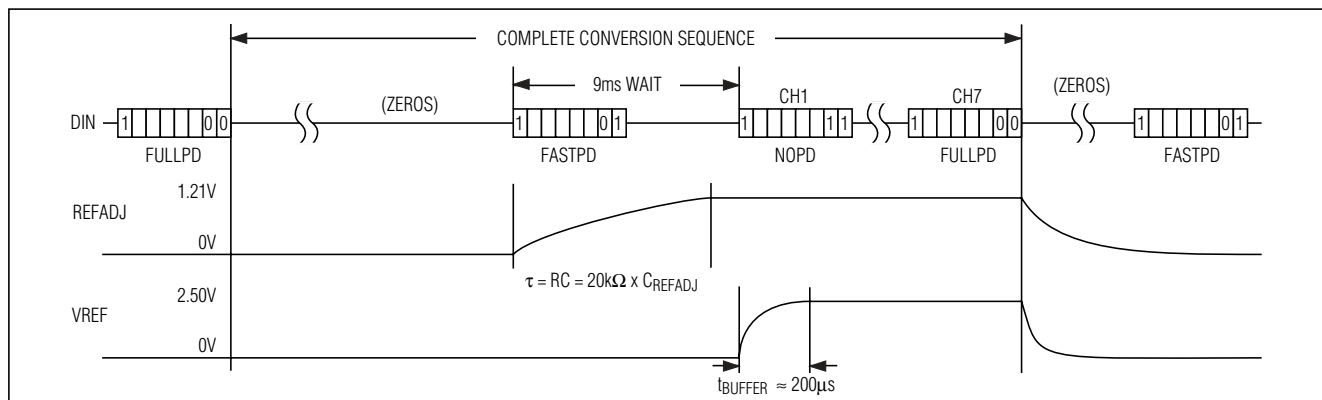 COMPLETE CONVERSION SEQUENCE
9ms WAIT
(ZEROS)
CH1
CH7
(ZEROS)
DIN
1 0 0
1 0 1
1 1 1
1 0 0
1 0 1
FULLPD
FASTPD
NOPD
FULLPD
FASTPD
1.21V
REFADJ
0V
τ = RC = 20kΩ x CREFADJ
2.50V
VREF
0V
tBUFFER ≈ 200µs